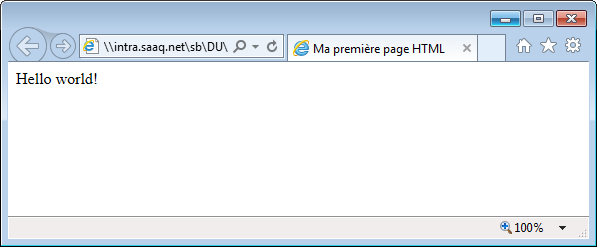 \\intra.saaq.net\sb\DU\
Ma première page HTML
Hello world!
100%